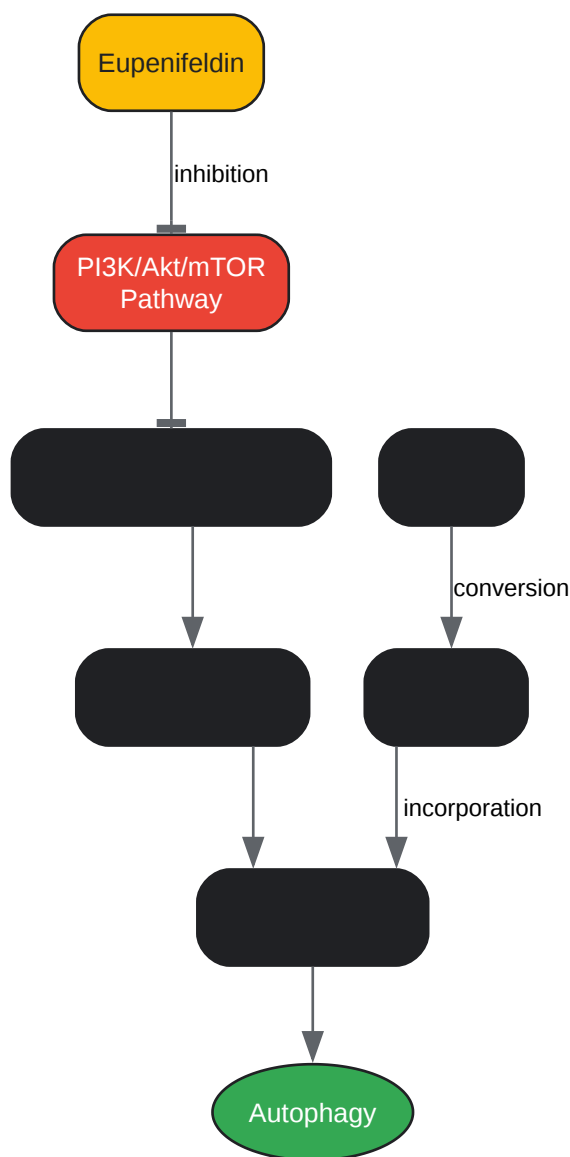 Eupenifeldin
inhibition
PI3K/Akt/mTOR
Pathway
conversion
incorporation
Autophagy